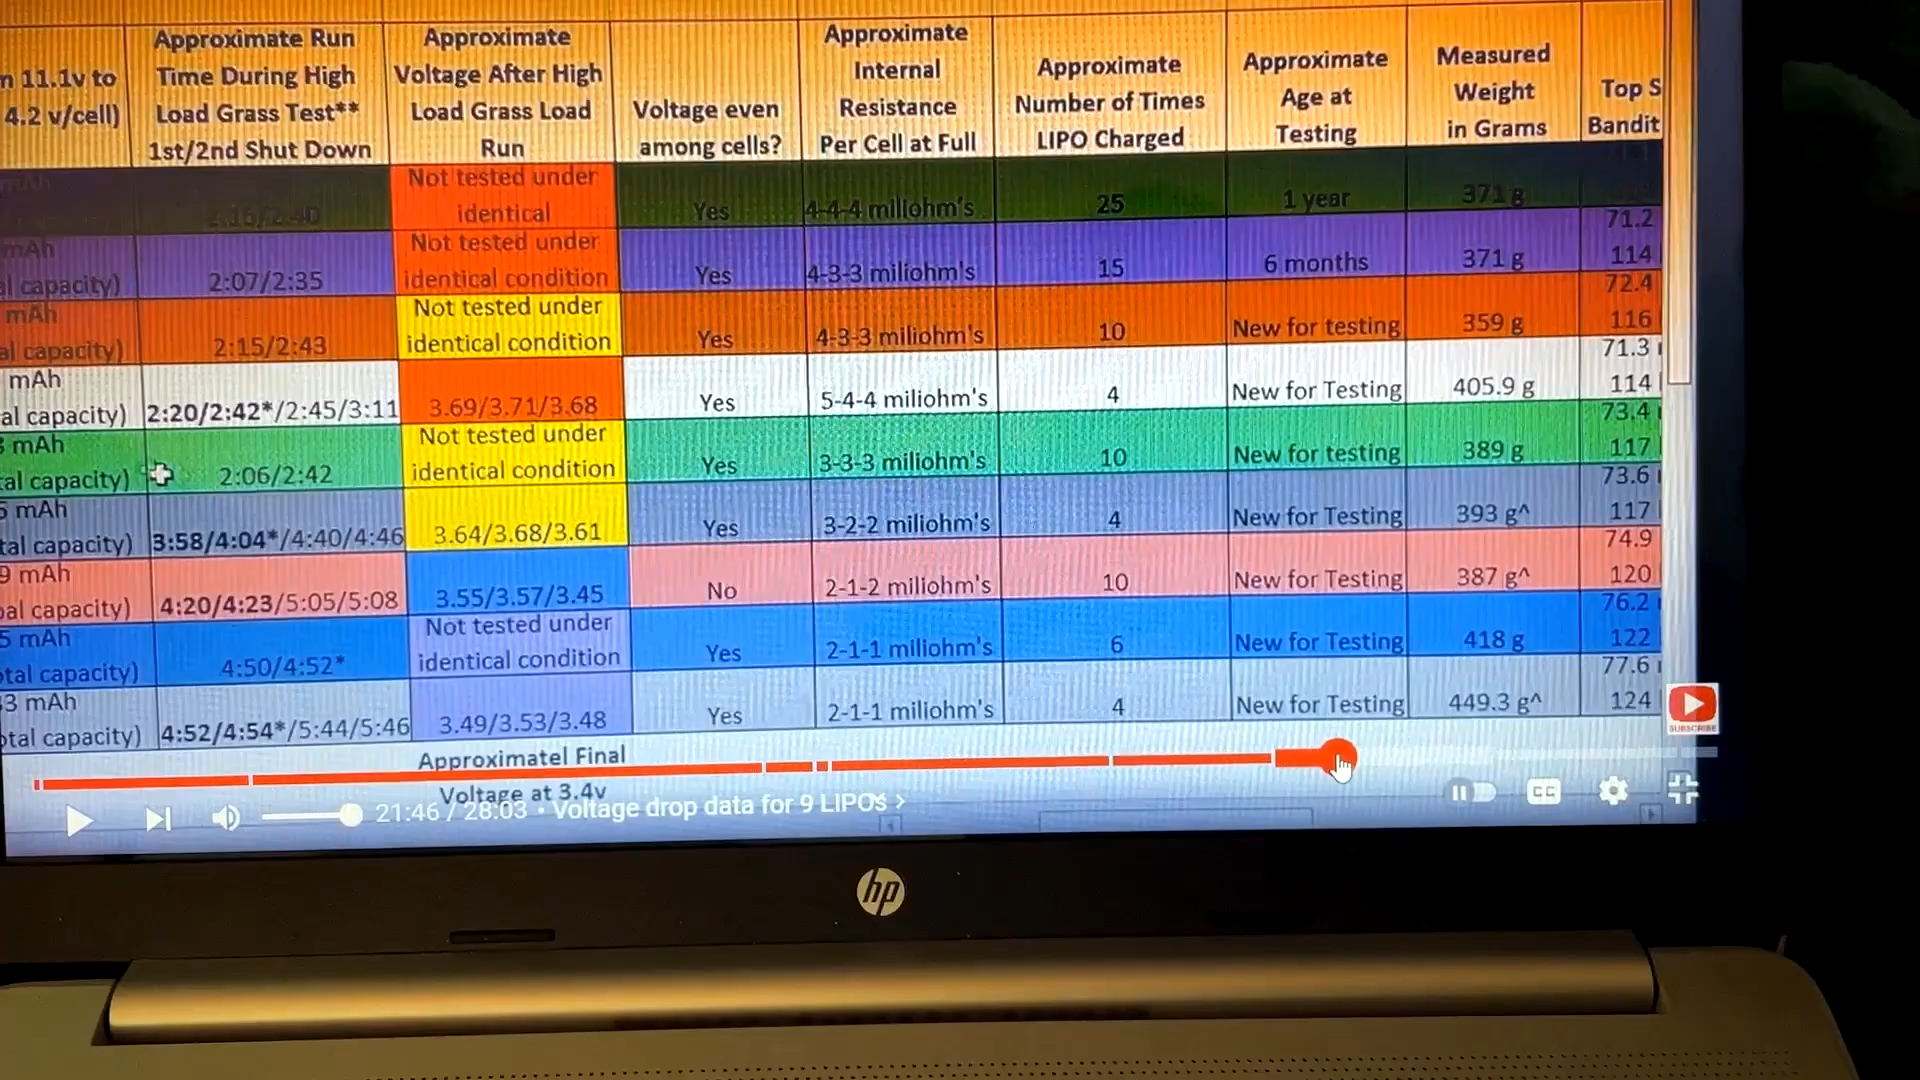 n 11.1v to
4.2 v/cell)
Approximate Run
Time During High
Load Grass Test**
1st/2nd Shut Down
Approximate
Voltage After High
Load Grass Load
Run
Voltage even
among cells?
Approximate
Internal
Resistance
Per Cell at Full
Approximate
Number of Times
LIPO Charged
Approximate
Age at
Testing
Measured
Weight
in Grams
Top S
Bandit
mAh
Not tested under
identical
Yes
4-4-4 miliohm's
25
1 year
371 g
mAh
al capacity)
2:07/2:35
Not tested under
identical condition
Yes
4-3-3 miliohm's
15
6 months
371 g
71.2
114
mAh
al capacity)
2:15/2:43
Not tested under
identical condition
Yes
4-3-3 miliohm's
10
New for testing
359 g
72.4
116
mAh
al capacity)
2:20/2:42*/2:45/3:11
3.69/3.71/3.68
Yes
5-4-4 miliohm's
4
New for Testing
405.9 g
71.3
114
mAh
tal capacity)
2:06/2:42
Not tested under
identical condition
Yes
3-3-3 miliohm's
10
New for testing
389 g
73.4
117
5 mAh
tal capacity)
3:58/4:04*/4:40/4:46
3.64/3.68/3.61
Yes
3-2-2 miliohm's
4
New for Testing
393 g^
73.6
117
9 mAh
al capacity)
4:20/4:23/5:05/5:08
3.55/3.57/3.45
No
2-1-2 miliohm's
10
New for Testing
387 g^
74.9
120
5 mAh
tal capacity)
4:50/4:52*
Not tested under
identical condition
Yes
2-1-1 miliohm's
6
New for Testing
418 g
76.2
122
3 mAh
otal capacity)
4:52/4:54*/5:44/5:46
3.49/3.53/3.48
Yes
2-1-1 miliohm's
4
New for Testing
449.3 g^
77.6
124
SUBSCRIBE
Approximatel Final
Voltage at 3.4v
21:46 / 28:03 • Voltage drop data for 9 LIPOs >
CC
hp